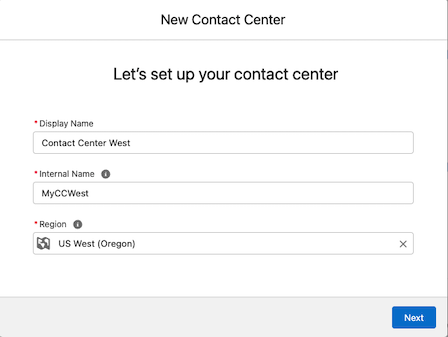 New Contact Center
Let's set up your contact center
* Display Name
Contact Center West
* Internal Name
MyCCWest
* Region
US West (Oregon)
Next